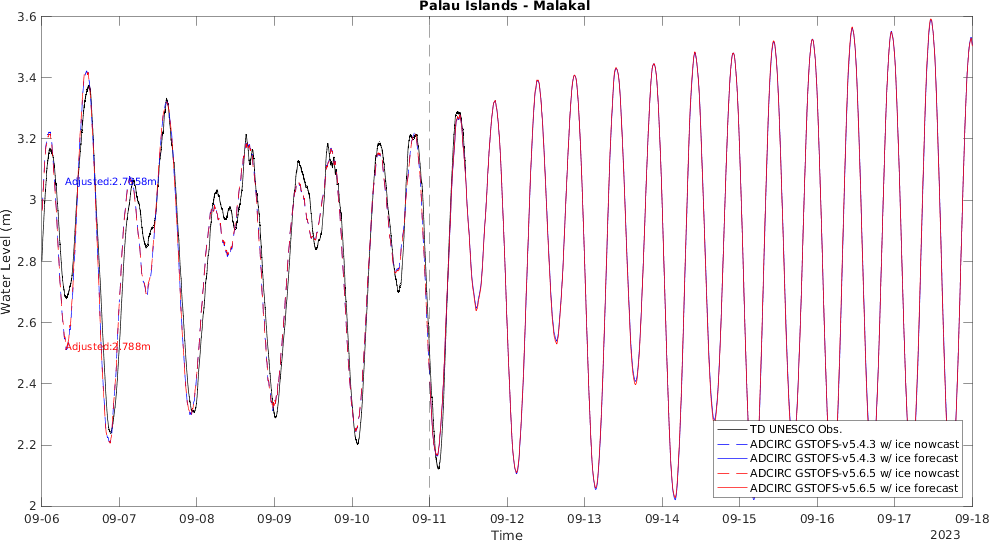 Palau Islands - Malakal
Water Level (m)
3.6
3.4
3.2
3
2.8
2.6
2.4
2.2
2
Adjusted:2.7658m
Adjusted:2.788m
TD UNESCO Obs.
ADCIRC GSTOFS-v5.4.3 w/ ice nowcast
ADCIRC GSTOFS-v5.4.3 w/ ice forecast
ADCIRC GSTOFS-v5.6.5 w/ ice nowcast
ADCIRC GSTOFS-v5.6.5 w/ ice forecast
09-06 09-07 09-08 09-09 09-10 09-11 09-12 09-13 09-14 09-15 09-16 09-17 09-18
Time
2023